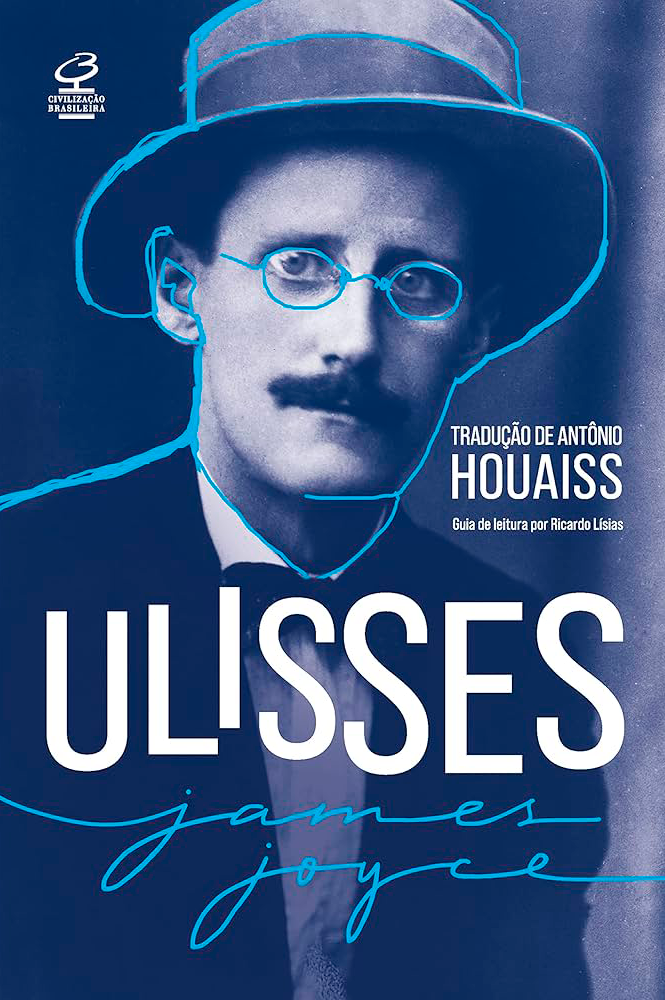 CIVILIZAÇÃO
BRASILEIRA
TRADUÇÃO DE ANTÔNIO
HOUAISS
Guia de leitura por Ricardo Lísias
ULISSES
james
joyce